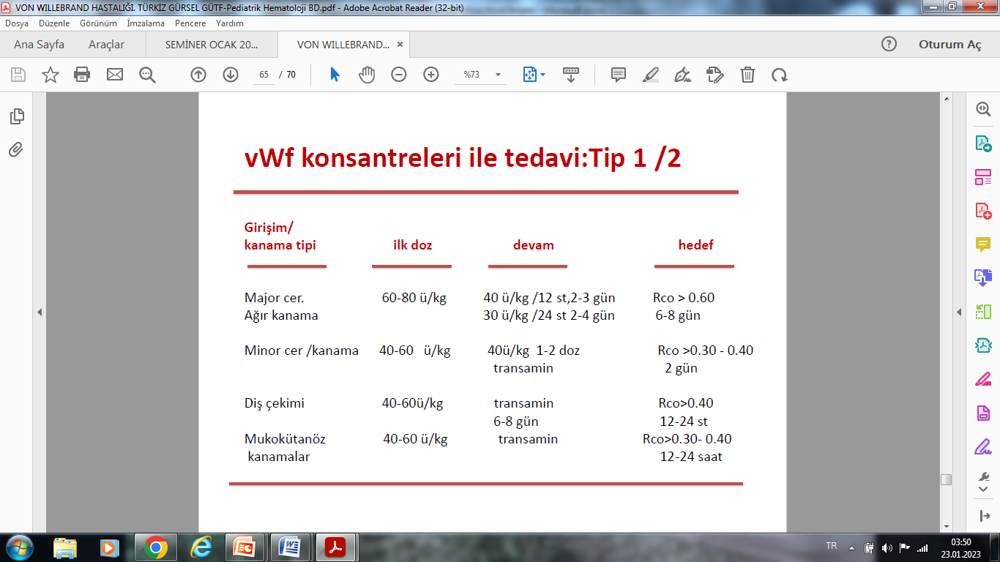 VON WILLEBRAND HASTALIĞI. TÜRKİZ GÜRSEL GÜTF-Pediatrik Hematoloji BD.pdf - Adobe Acrobat Reader (32-bit)
Dosya Düzenle Görünüm İmzalama Pencere Yardım
Ana Sayfa Araçlar SEMİNER OCAK 20... VON WILLEBRAND... × Oturum Aç
65 / 70 %73
vWf konsantreleri ile tedavi:Tip 1 /2
Girişim/
kanama tipi ilk doz devam hedef
Major cer. 60-80 ü/kg 40 ü/kg /12 st,2-3 gün Rco > 0.60
Ağır kanama 30 ü/kg /24 st 2-4 gün 6-8 gün
Minor cer /kanama 40-60 ü/kg 40ü/kg 1-2 doz Rco >0.30 - 0.40
transamin 2 gün
Diş çekimi 40-60ü/kg transamin Rco>0.40
6-8 gün 12-24 st
Mukokütanöz 40-60 ü/kg transamin Rco>0.30- 0.40
kanamalar 12-24 saat
TR 03:50
23.01.2023